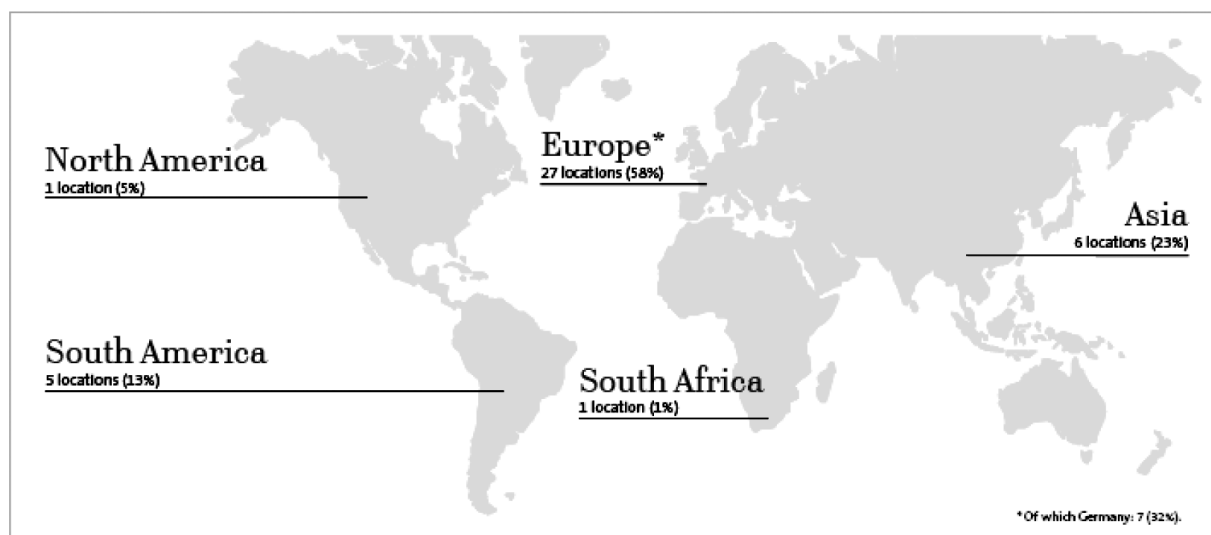 North America
1 location (5%)
Europe*
27 locations (58%)
Asia
6 locations (23%)
South America
5 locations (13%)
South Africa
1 location (1%)
*Of which Germany: 7 (32%).